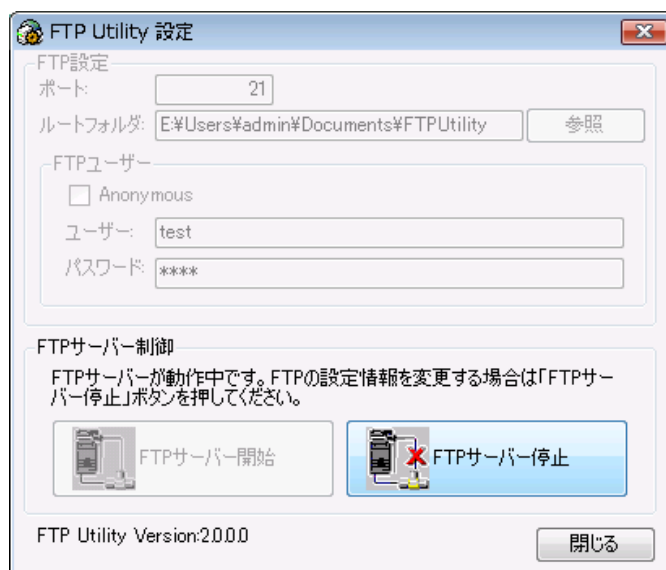 FTP Utility 設定
FTP設定
ポート: 21
ルートフォルダ: E:¥Users¥admin¥Documents¥FTPUtility 参照
FTPユーザー
Anonymous
ユーザー: test
パスワード: ****
FTPサーバー制御
FTPサーバーが動作中です。FTPの設定情報を変更する場合は「FTPサー
バー停止」ボタンを押してください。
FTPサーバー開始 FTPサーバー停止
FTP Utility Version:2.0.0.0 閉じる